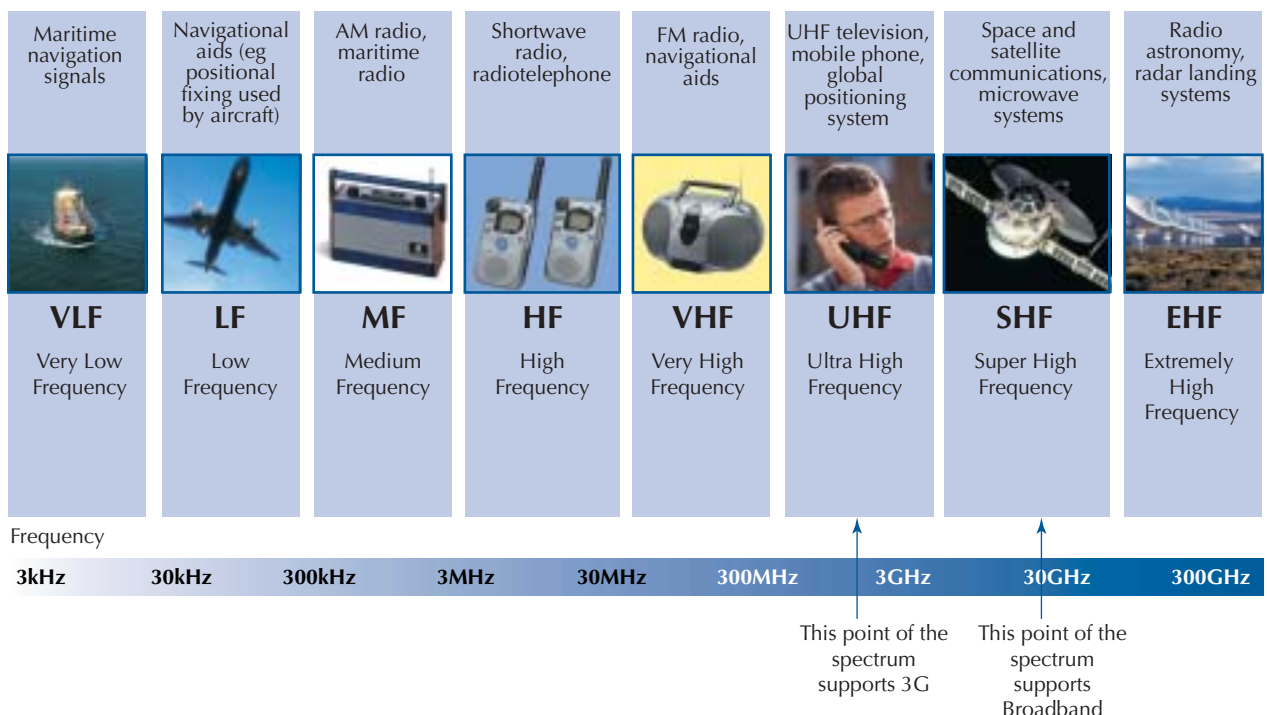 Maritime
navigation
signals
Navigational
aids (eg
positional
fixing used
by aircraft)
AM radio,
maritime
radio
Shortwave
radio,
radiotelephone
FM radio,
navigational
aids
UHF television,
mobile phone,
global
positioning
system
Space and
satellite
communications,
microwave
systems
Radio
astronomy,
radar landing
systems
VLF
Very Low
Frequency
LF
Low
Frequency
MF
Medium
Frequency
HF
High
Frequency
VHF
Very High
Frequency
UHF
Ultra High
Frequency
SHF
Super High
Frequency
EHF
Extremely
High
Frequency
Frequency
3kHz 30kHz 300kHz 3MHz 30MHz 300MHz 3GHz 30GHz 300GHz
This point of the
spectrum
supports 3G
This point of the
spectrum
supports
Broadband